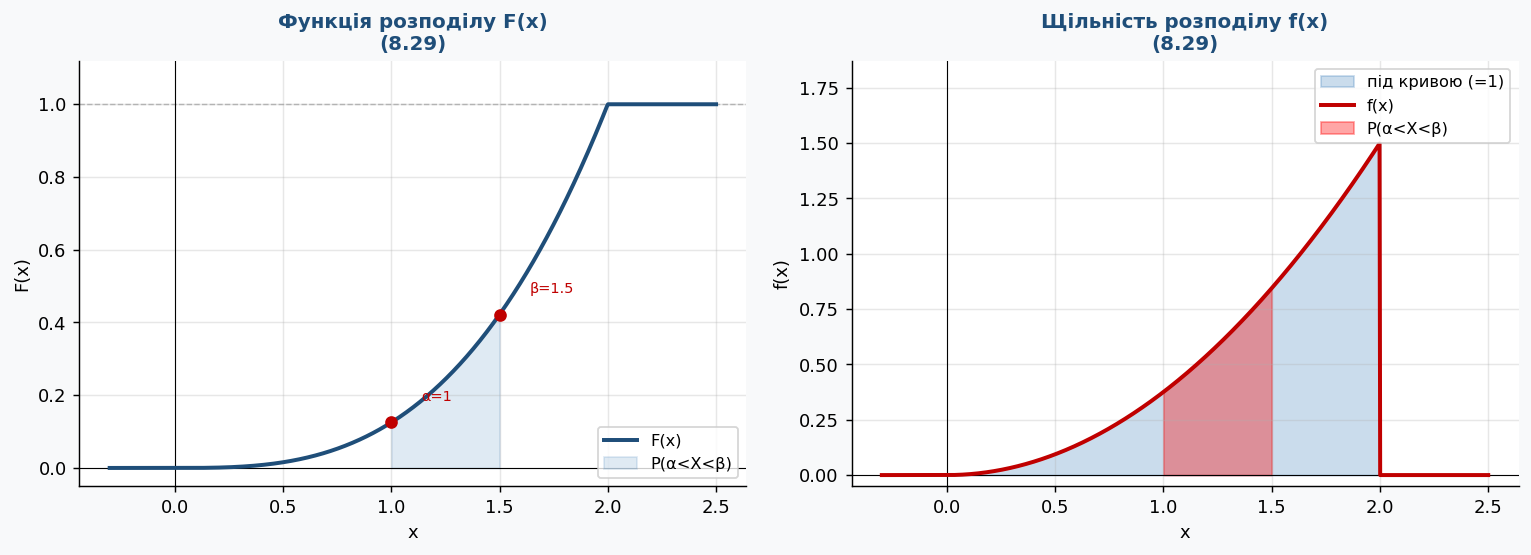 Функція розподілу F(x)
(8.29)
F(x)
1.0
0.8
0.6
0.4
0.2
0.0
β=1.5
α=1
F(x)
P(α<X<β)
0.0 0.5 1.0 1.5 2.0 2.5
x
Щільність розподілу f(x)
(8.29)
f(x)
1.75
1.50
1.25
1.00
0.75
0.50
0.25
0.00
під кривою (=1)
f(x)
P(α<X<β)
0.0 0.5 1.0 1.5 2.0 2.5
x